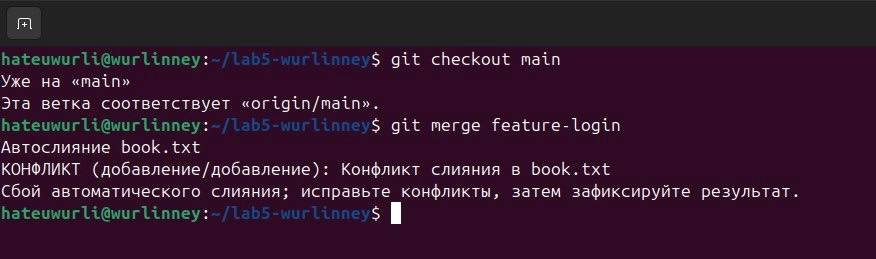 hateuwurli@wurlinney:~/lab5-wurlinney$ git checkout main
Уже на «main»
Эта ветка соответствует «origin/main».
hateuwurli@wurlinney:~/lab5-wurlinney$ git merge feature-login
Автослияние book.txt
КОНФЛИКТ (добавление/добавление): Конфликт слияния в book.txt
Сбой автоматического слияния; исправьте конфликты, затем зафиксируйте результат.
hateuwurli@wurlinney:~/lab5-wurlinney$